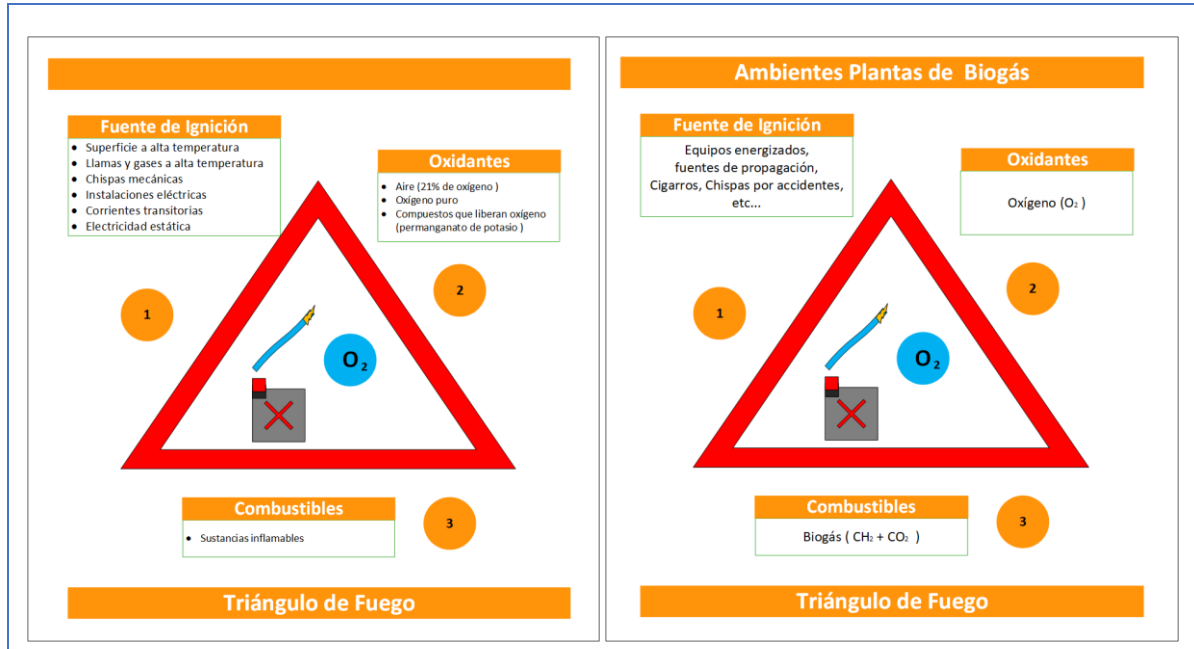 Fuente de Ignición
• Superficie a alta temperatura
• Llamas y gases a alta temperatura
• Chispas mecánicas
• Instalaciones eléctricas
• Corrientes transitorias
• Electricidad estática
Oxidantes
• Aire (21% de oxígeno )
• Oxígeno puro
• Compuestos que liberan oxígeno
(permanganato de potasio )
1
2
O₂
Combustibles
• Sustancias inflamables
3
Triángulo de Fuego
Ambientes Plantas de Biogás
Fuente de Ignición
Equipos energizados,
fuentes de propagación,
Cigarros, Chispas por accidentes,
etc...
Oxidantes
Oxígeno (O₂ )
1
2
O₂
Combustibles
Biogás ( CH₂ + CO₂ )
3
Triángulo de Fuego